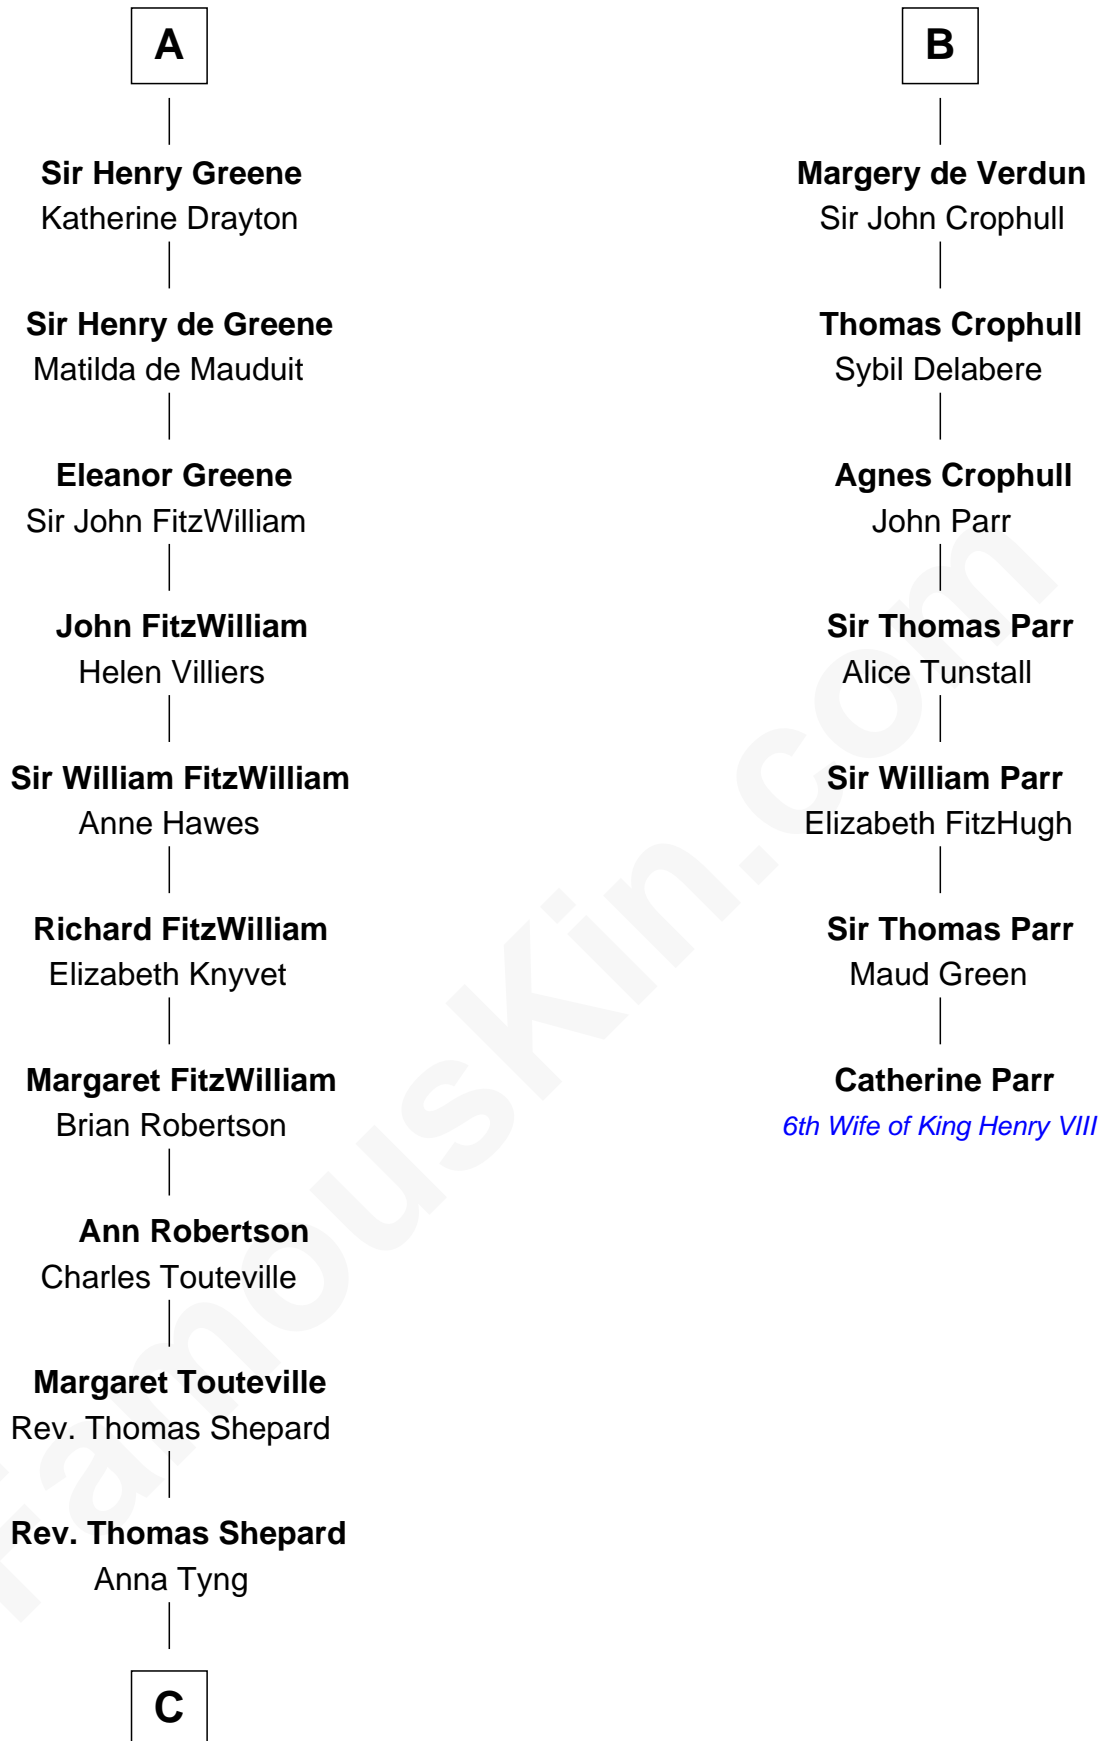 A
Sir Henry Greene
Katherine Drayton
Sir Henry de Greene
Matilda de Mauduit
Eleanor Greene
Sir John FitzWilliam
John FitzWilliam
Helen Villiers
Sir William FitzWilliam
Anne Hawes
Richard FitzWilliam
Elizabeth Knyvet
Margaret FitzWilliam
Brian Robertson
Ann Robertson
Charles Touteville
Margaret Touteville
Rev. Thomas Shepard
Rev. Thomas Shepard
Anna Tyng
C
B
Margery de Verdun
Sir John Crophull
Thomas Crophull
Sybil Delabere
Agnes Crophull
John Parr
Sir Thomas Parr
Alice Tunstall
Sir William Parr
Elizabeth FitzHugh
Sir Thomas Parr
Maud Green
Catherine Parr
6th Wife of King Henry VIII
FamousKin.com